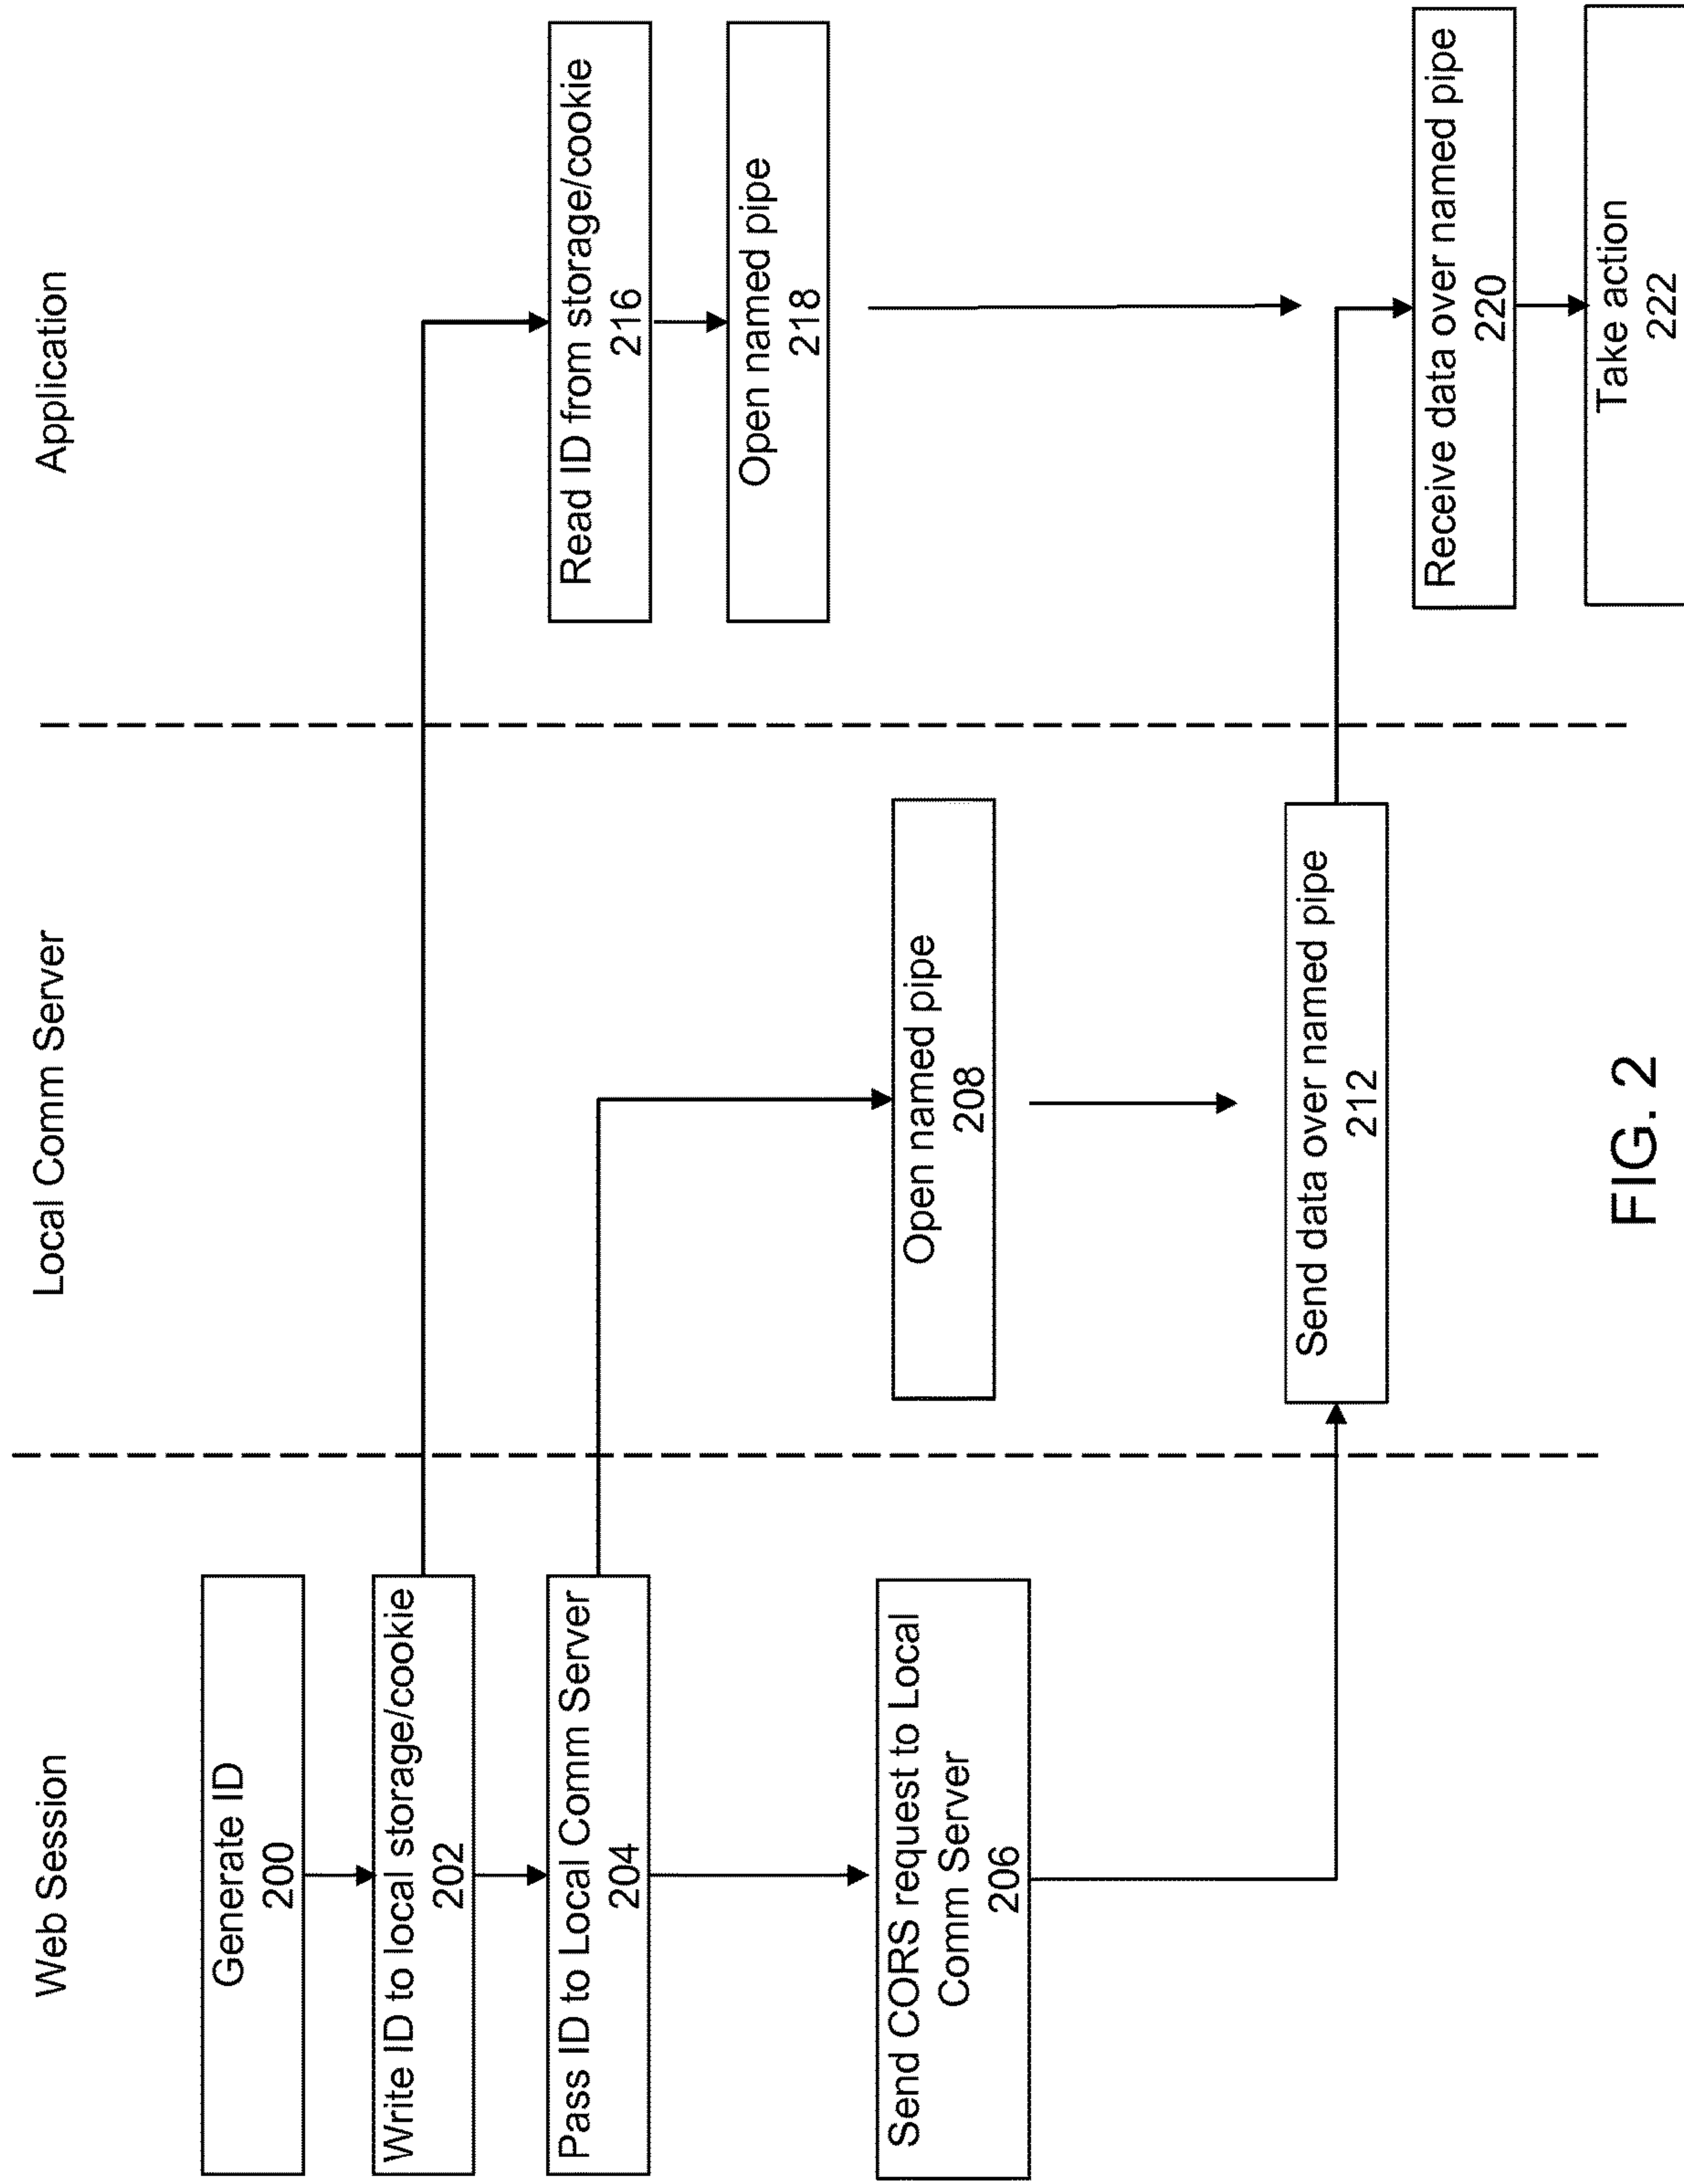 Web Session
Local Comm Server
Application
Generate ID
200
Write ID to local storage/cookie
202
Pass ID to Local Comm Server
204
Send CORS request to Local
Comm Server
206
Open named pipe
208
Send data over named pipe
212
Read ID from storage/cookie
216
Open named pipe
218
Receive data over named pipe
220
Take action
222
FIG. 2